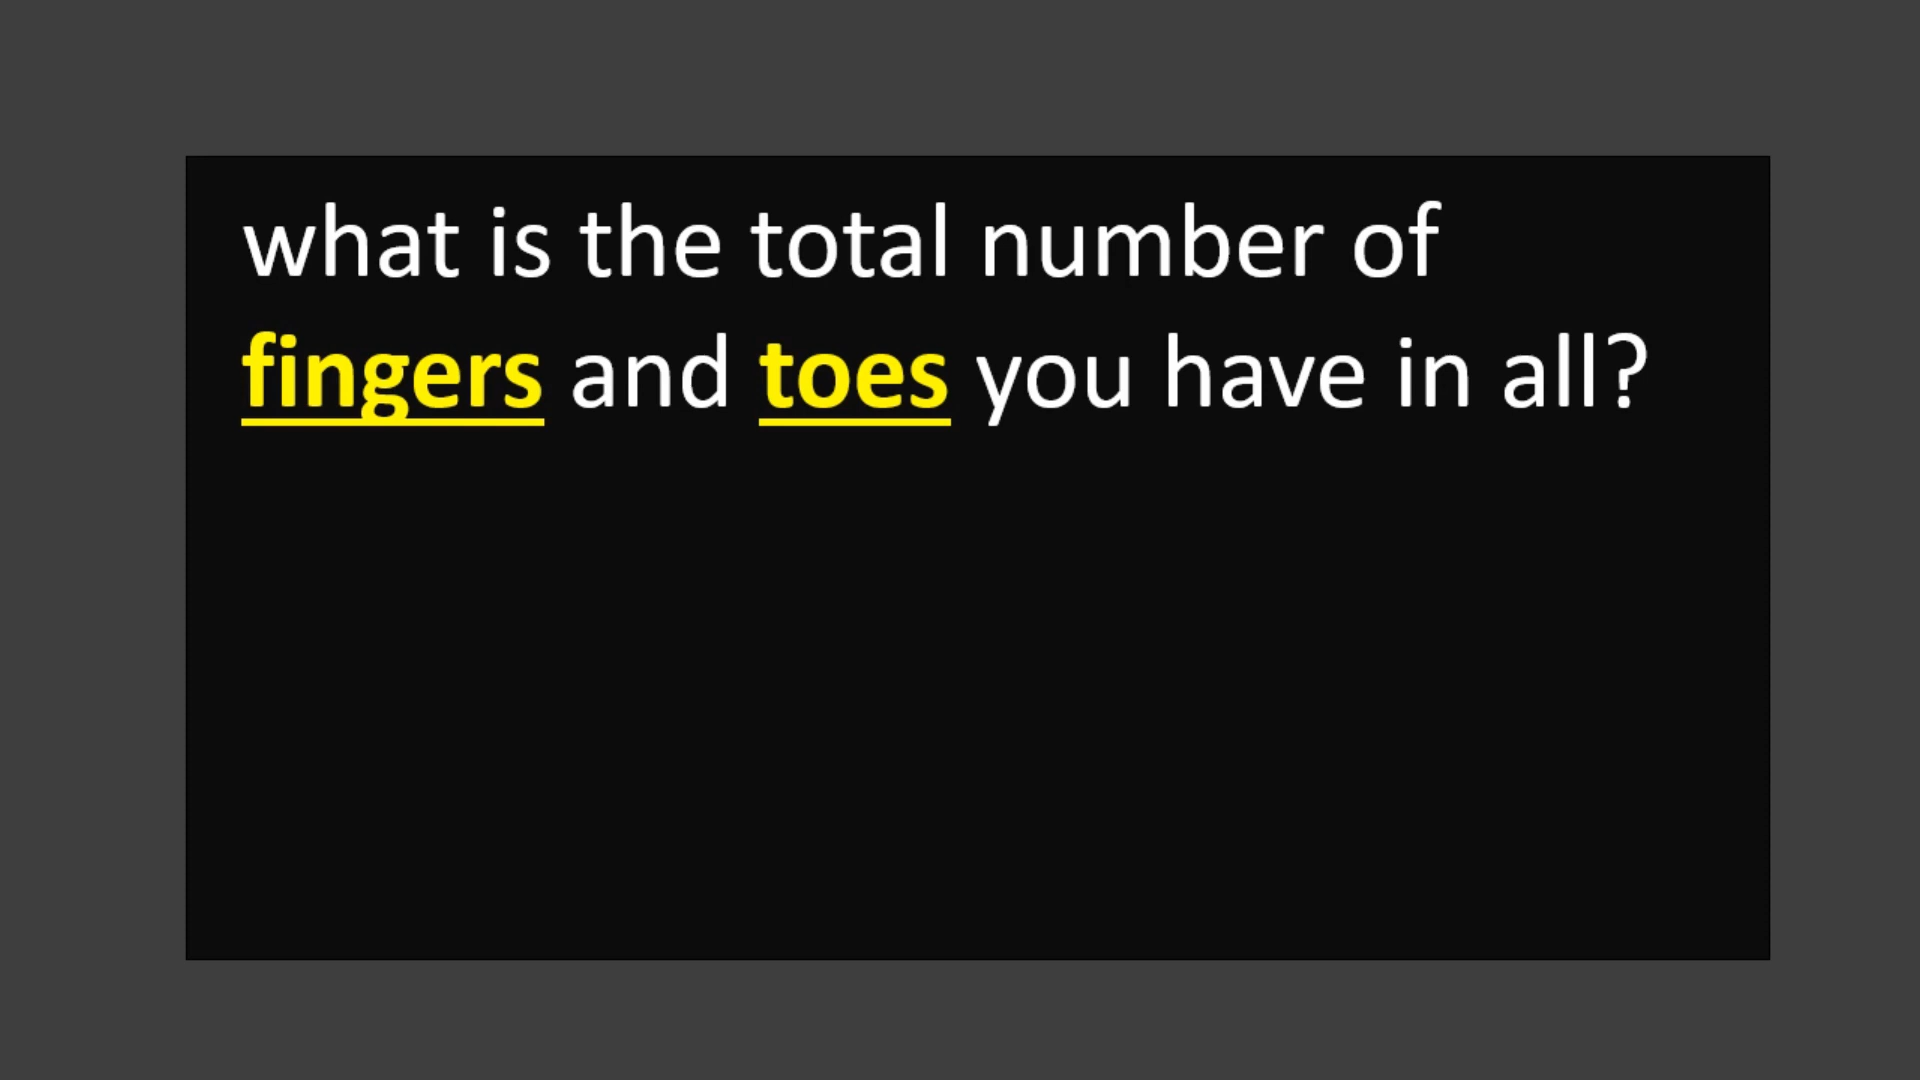 what is the total number of
fingers and toes you have in all?